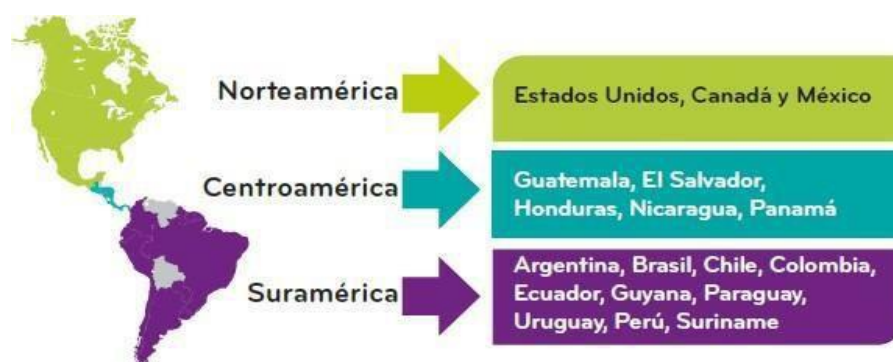 Norteamérica
Estados Unidos, Canadá y México
Centroamérica
Guatemala, El Salvador,
Honduras, Nicaragua, Panamá
Suramérica
Argentina, Brasil, Chile, Colombia,
Ecuador, Guyana, Paraguay,
Uruguay, Perú, Suriname